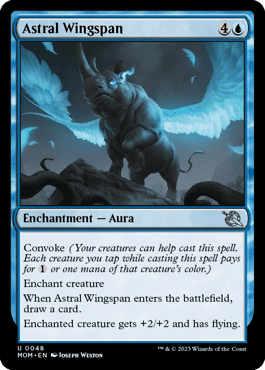 Astral Wingspan 4
Enchantment — Aura
Convoke (Your creatures can help cast this spell.
Each creature you tap while casting this spell pays
for 1 or one mana of that creature's color.)
Enchant creature
When Astral Wingspan enters the battlefield,
draw a card.
Enchanted creature gets +2/+2 and has flying.
U 0048
MOM • EN Joseph Weston
™ & © 2023 Wizards of the Coast